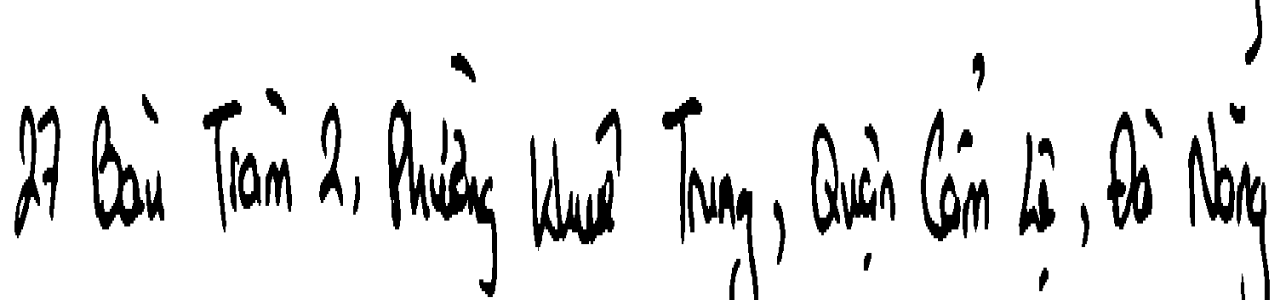 27 Bàu Tràm 2, Phường Khuê Trung, Quận Cẩm Lệ, Đà Nẵng